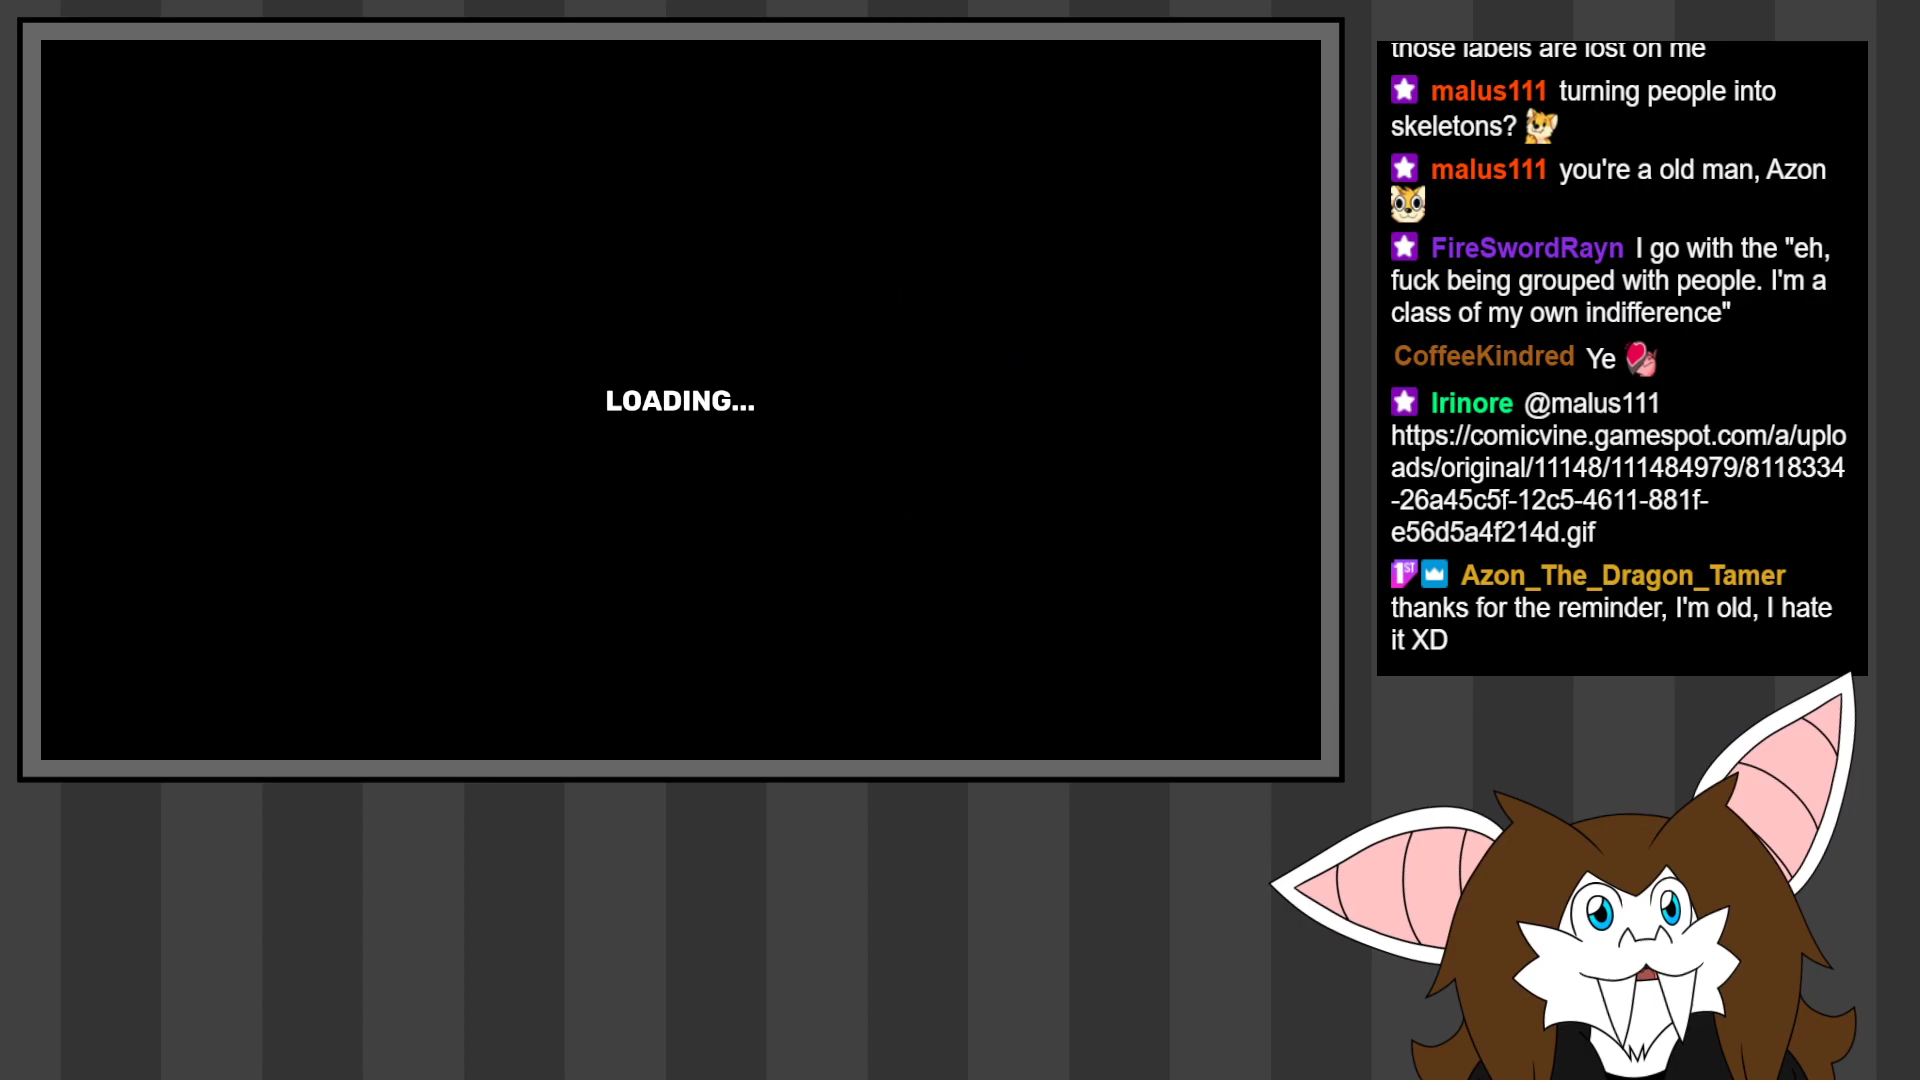 LOADING...
those labels are lost on me
malus111 turning people into
skeletons?
malus111 you're a old man, Azon
FireSwordRayn I go with the "eh,
fuck being grouped with people. I'm a
class of my own indifference"
CoffeeKindred Ye
Irinore @malus111
https://comicvine.gamespot.com/a/uplo
ads/original/11148/111484979/8118334
-26a45c5f-12c5-4611-881f-
e56d5a4f214d.gif
1ST Azon_The_Dragon_Tamer
thanks for the reminder, I'm old, I hate
it XD